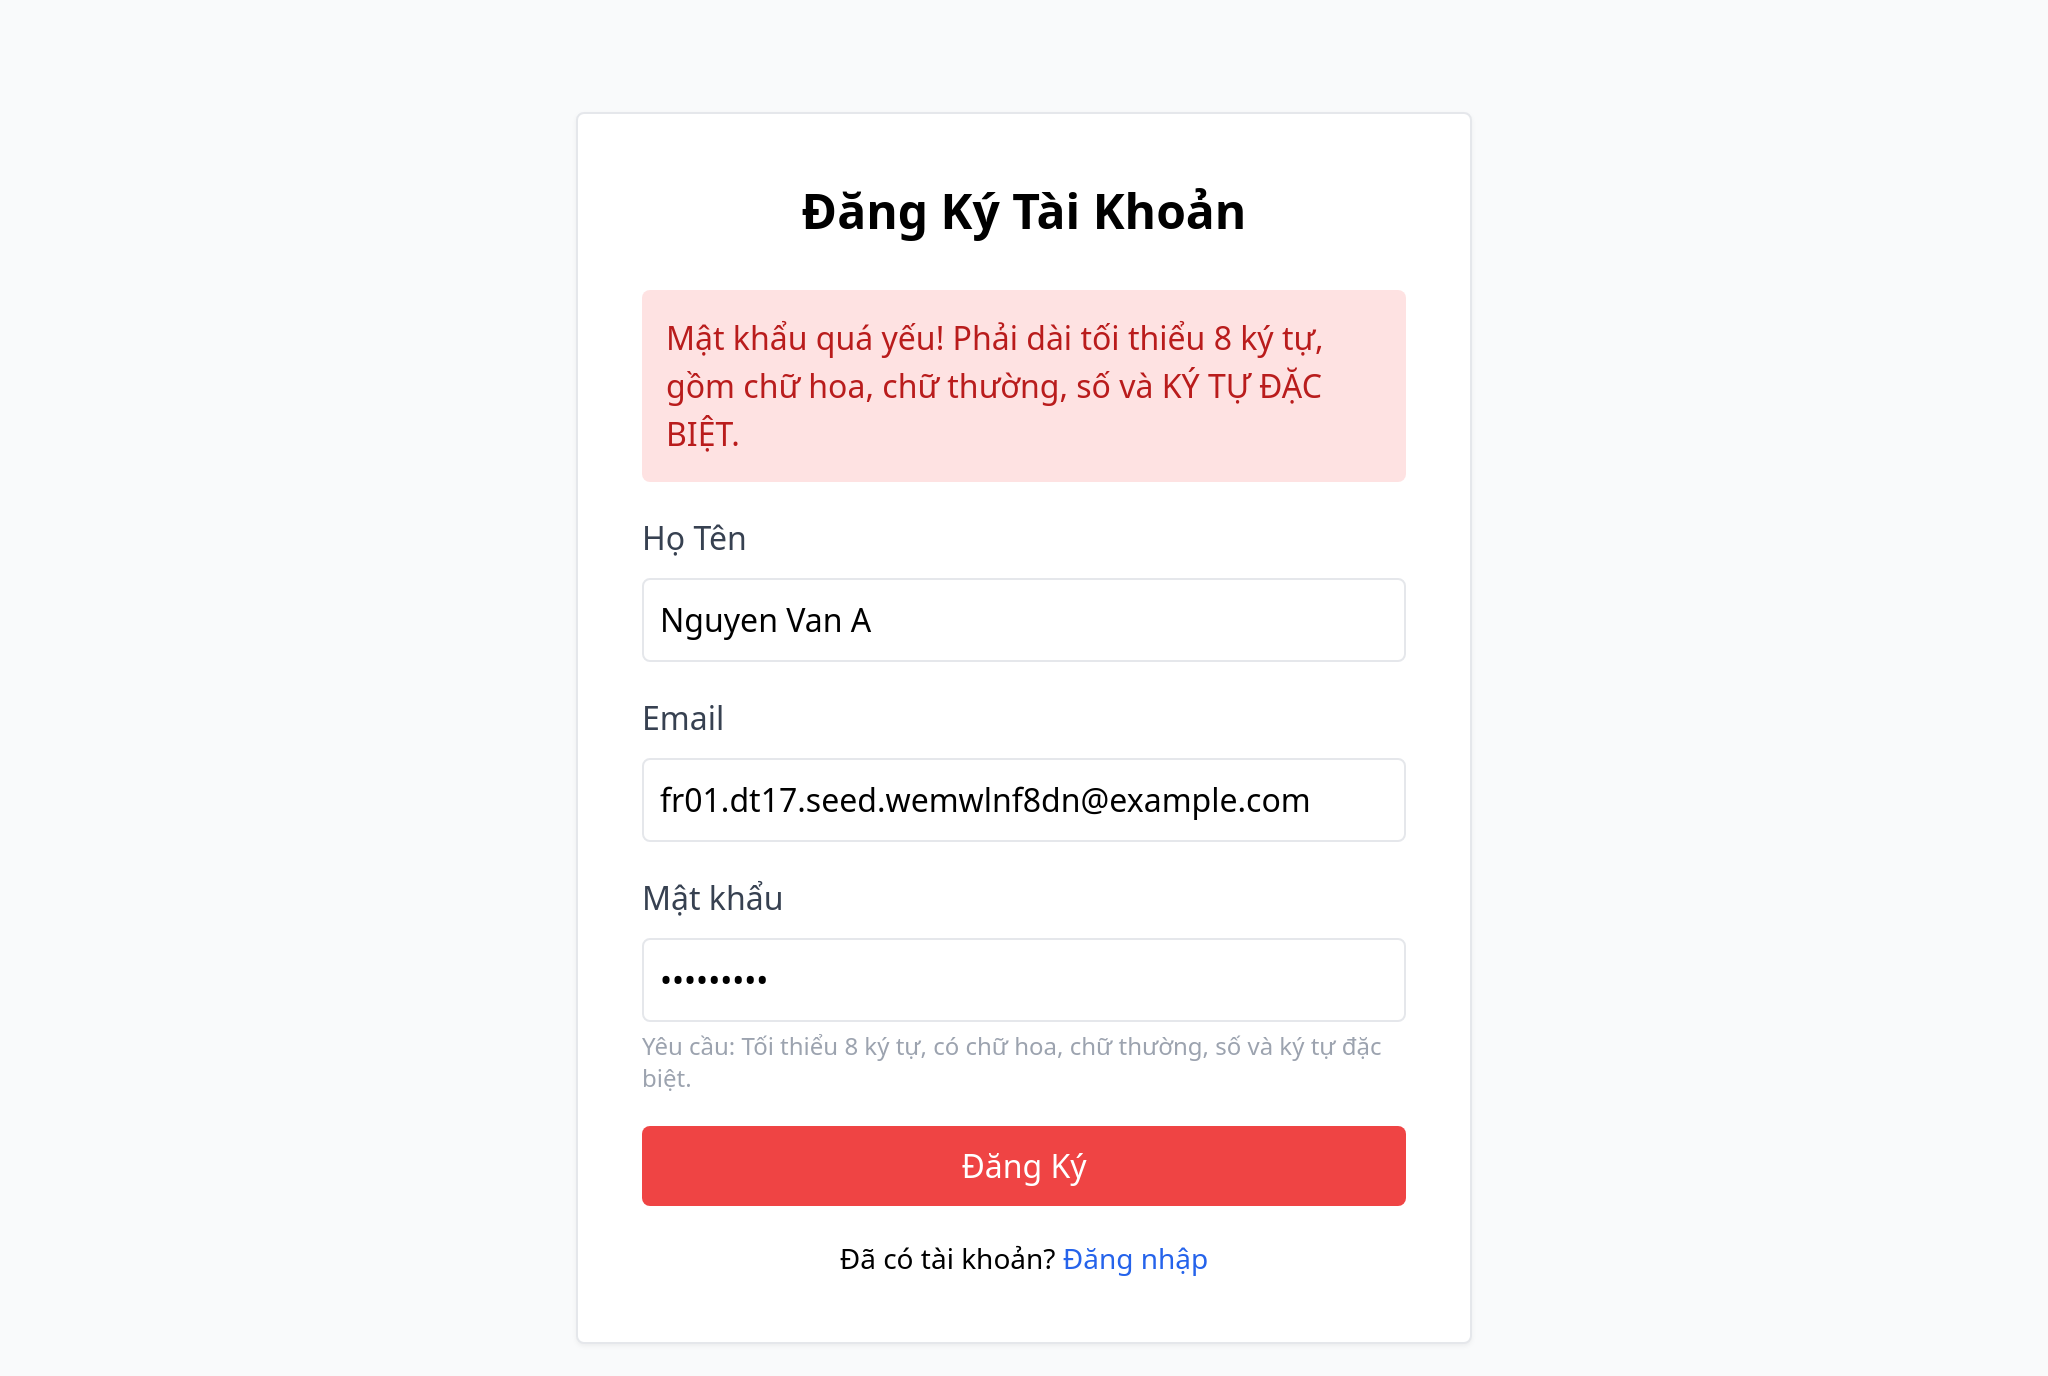 Đăng Ký Tài Khoản
Mật khẩu quá yếu! Phải dài tối thiểu 8 ký tự,
gồm chữ hoa, chữ thường, số và KÝ TỰ ĐẶC
BIỆT.
Họ Tên
Nguyen Van A
Email
fr01.dt17.seed.wemwlnf8dn@example.com
Mật khẩu
•••••••••
Yêu cầu: Tối thiểu 8 ký tự, có chữ hoa, chữ thường, số và ký tự đặc
biệt.
Đăng Ký
Đã có tài khoản? Đăng nhập